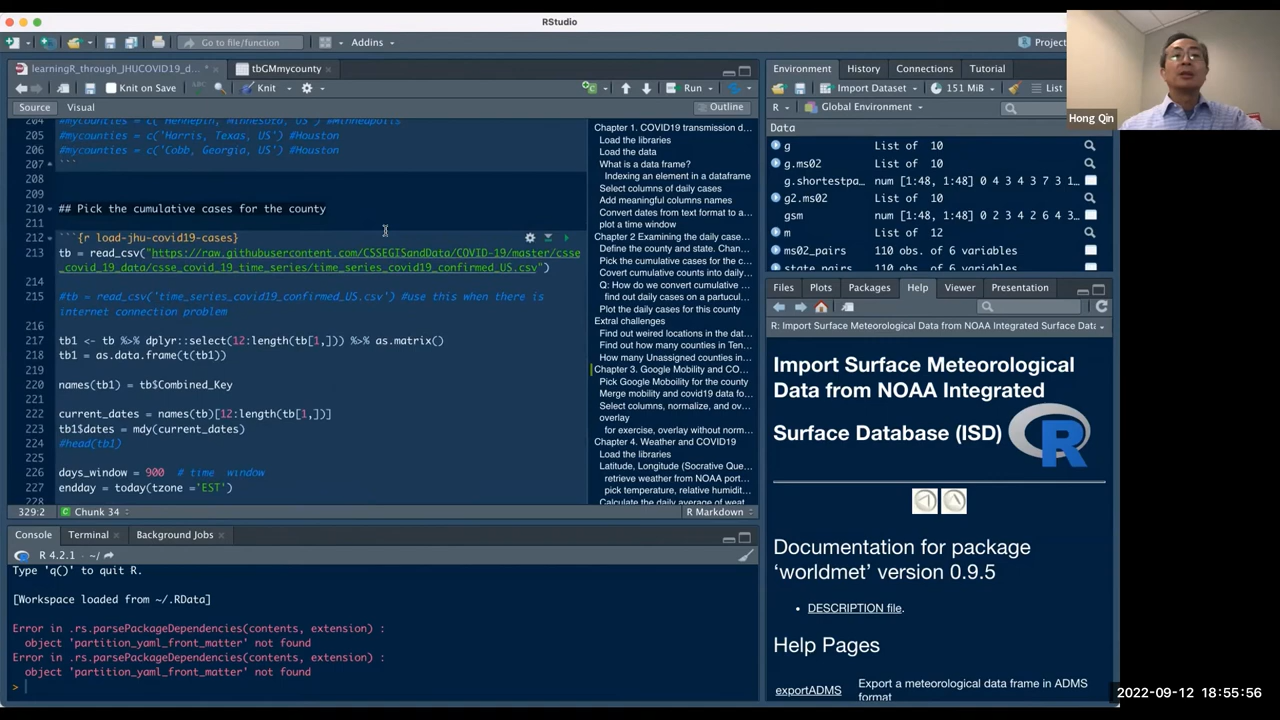 RStudio
Go to file/function
Addins
Project
learningR_through_JHUCOVID19_d... *
tbGMmycounty
Environment
History
Connections
Tutorial
Knit on Save
Knit
Run
Import Dataset
151 MiB
List
Source
Visual
Outline
R
Global Environment
204 #mycounties = c('Hennepin, Minnesota, US') #Minneapolis
205 #mycounties = c('Harris, Texas, US') #Houston
206 #mycounties = c('Cobb, Georgia, US') #Houston
207 ```
208
209
210 ## Pick the cumulative cases for the county
211
212 ```{r load-jhu-covid19-cases}
213 tb = read_csv("https://raw.githubusercontent.com/CSSEGISandData/COVID-19/master/csse
_covid_19_data/csse_covid_19_time_series/time_series_covid19_confirmed_US.csv")
214
215 #tb = read_csv('time_series_covid19_confirmed_US.csv') #use this when there is
internet connection problem
216
217 tb1 <- tb %>% dplyr::select(12:length(tb[1,])) %>% as.matrix()
218 tb1 = as.data.frame(t(tb1))
219
220 names(tb1) = tb$Combined_Key
221
222 current_dates = names(tb)[12:length(tb[1,])]
223 tb1$dates = mdy(current_dates)
224 #head(tb1)
225
226 days_window = 900 # time window
227 endday = today(tzone ='EST')
228
Chapter 1. COVID19 transmission d...
Load the libraries
Load the data
What is a data frame?
Indexing an element in a dataframe
Select columns of daily cases
Add meaningful columns names
Convert dates from text format to a...
plot a time window
Chapter 2 Examining the daily case...
Define the county and state. Chan...
Pick the cumulative cases for the c...
Covert cumulative counts into daily...
Q: How do we convert cumulative ...
find out daily cases on a partucul...
Plot the daily cases for this county
Extral challenges
Find out weired locations in the dat...
Find out how many counties in Ten...
How many Unassigned counties in...
Chapter 3. Google Mobility and CO...
Pick Google Moboility for the county
Merge mobility and covid19 data fo...
Select columns, normalize, and ov...
overlay
for exercise, overlay without norm...
Chapter 4. Weather and COVID19
Load the libraries
Latitude, Longitude (Socrative Que...
retrieve weather from NOAA port...
pick temperature, relative humidit...
Calculate the daily average of weat...
329:2
Chunk 34
R Markdown
Console
Terminal
Background Jobs
R 4.2.1 · ~/
Type 'q()' to quit R.
[Workspace loaded from ~/.RData]
Error in .rs.parsePackageDependencies(contents, extension) :
object 'partition_yaml_front_matter' not found
Error in .rs.parsePackageDependencies(contents, extension) :
object 'partition_yaml_front_matter' not found
>
Data
g List of 10
g.ms02 List of 10
g.shortestpa... num [1:48, 1:48] 0 4 3 4 3 7 3 1...
g2.ms02 List of 10
gsm num [1:48, 1:48] 0 2 4 3 2 6 4 3...
m List of 12
ms02_pairs 110 obs. of 6 variables
state.pairs 110 obs. of 6 variables
Files
Plots
Packages
Help
Viewer
Presentation
R: Import Surface Meteorological Data from NOAA Integrated Surface Data
Import Surface Meteorological
Data from NOAA Integrated
Surface Database (ISD)
Documentation for package
‘worldmet’ version 0.9.5
DESCRIPTION file.
Help Pages
exportADMS
Export a meteorological data frame in ADMS
format
Hong Qin
2022-09-12 18:55:56